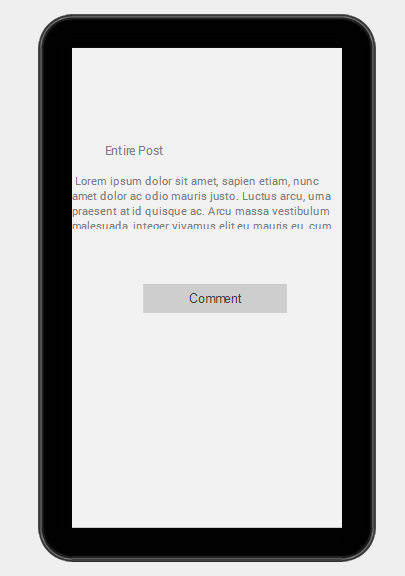 Entire Post
Lorem ipsum dolor sit amet, sapien etiam, nunc
amet dolor ac odio mauris justo. Luctus arcu, urna
praesent at id quisque ac. Arcu massa vestibulum
malesuada, integer vivamus elit eu mauris eu, cum
Comment